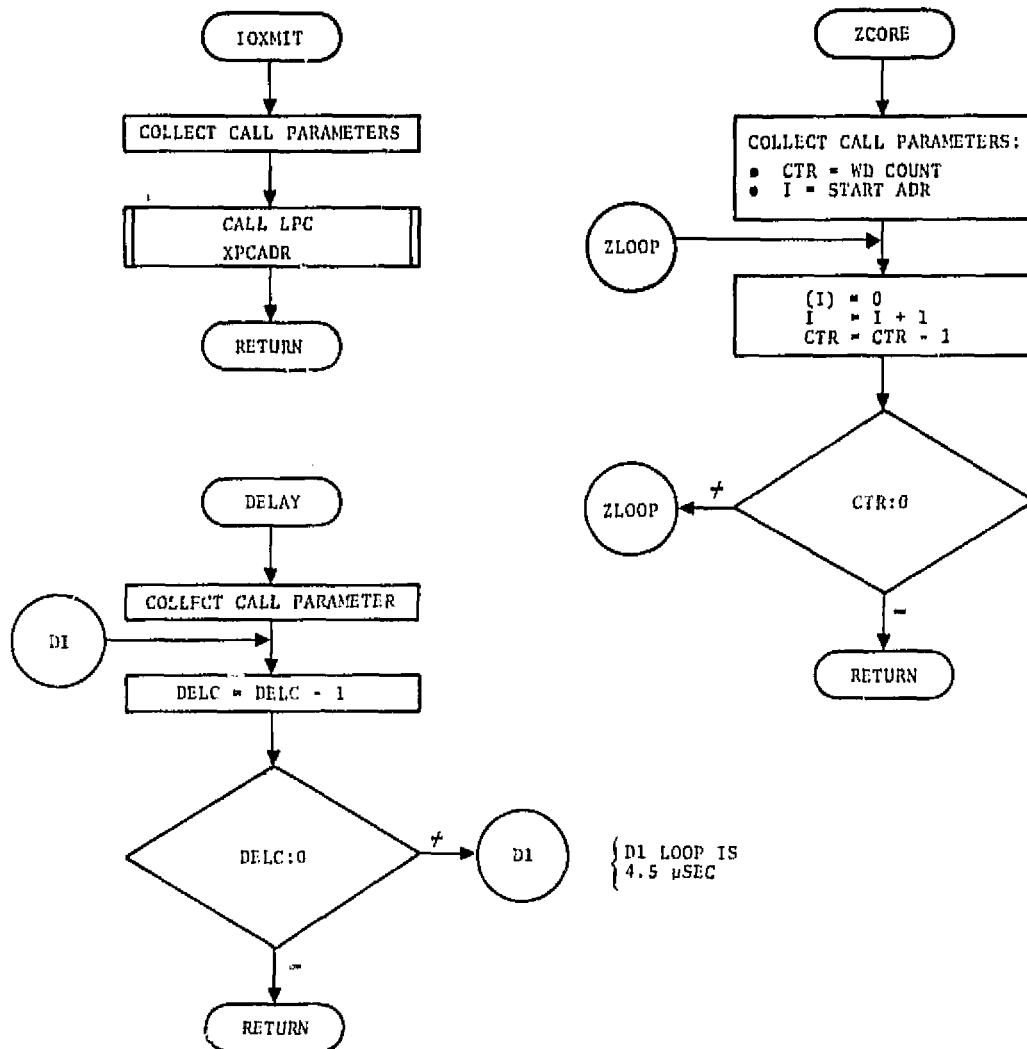 IOXMIT
COLLECT CALL PARAMETERS
CALL LPC
XPCADR
RETURN
ZCORE
COLLECT CALL PARAMETERS:
• CTR = WD COUNT
• I = START ADR
ZLOOP
(I) = 0
I = I + 1
CTR = CTR - 1
CTR:0
≠
ZLOOP
=
RETURN
DELAY
COLLECT CALL PARAMETER
D1
DELC = DELC - 1
DELC:0
≠
D1
D1 LOOP IS
4.5 µSEC
=
RETURN